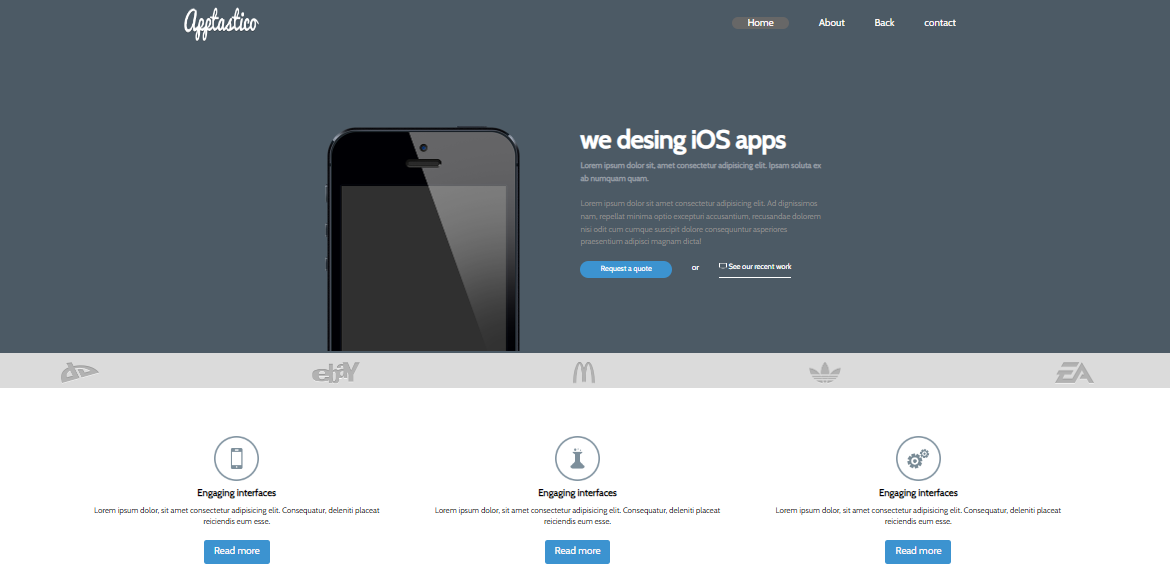 Apptastico
Home
About
Back
contact
we desing iOS apps
Lorem ipsum dolor sit, amet consectetur adipisicing elit. Ipsam soluta ex
ab numquam quam.
Lorem ipsum dolor sit amet consectetur adipisicing elit. Ad dignissimos
nam, repellat minima optio excepturi accusantium, recusandae dolorem
nisi odit cum cumque suscipit dolore consequuntur asperiores
praesentium adipisci magnam dicta!
Request a quote
or
See our recent work
ebaY
EA
Engaging interfaces
Lorem ipsum dolor, sit amet consectetur adipisicing elit. Consequatur, deleniti placeat
reiciendis eum esse.
Read more
Engaging interfaces
Lorem ipsum dolor, sit amet consectetur adipisicing elit. Consequatur, deleniti placeat
reiciendis eum esse.
Read more
Engaging interfaces
Lorem ipsum dolor, sit amet consectetur adipisicing elit. Consequatur, deleniti placeat
reiciendis eum esse.
Read more